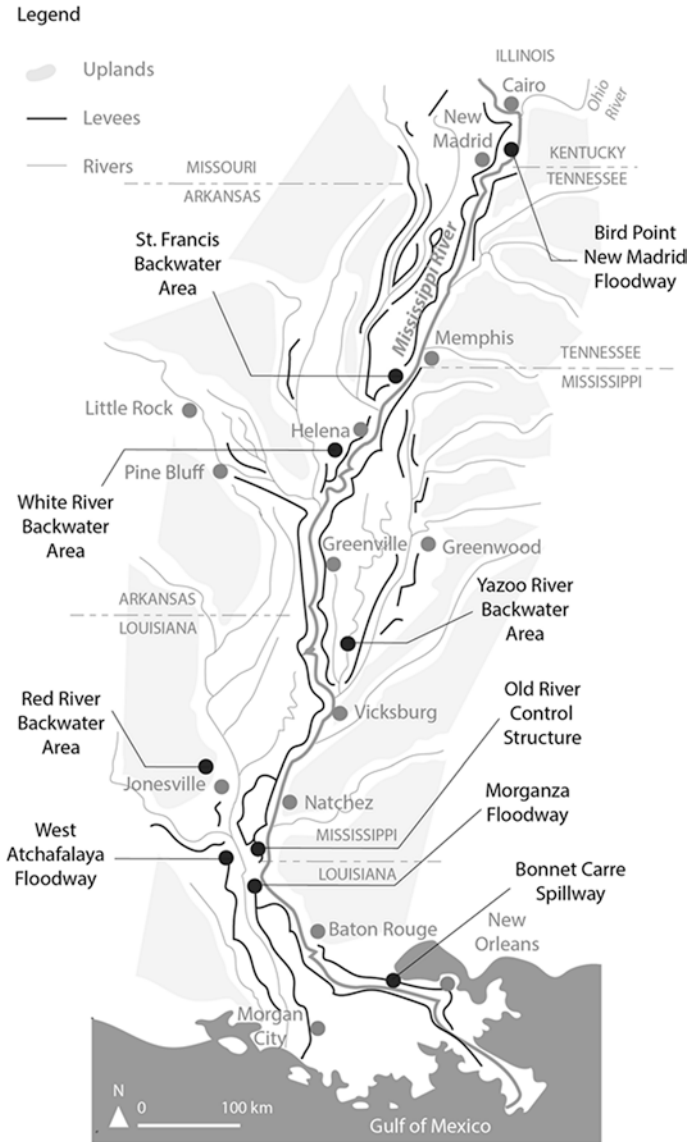 Legend
Uplands
Levees
Rivers
ILLINOIS
Cairo
Ohio
River
New
Madrid
MISSOURI
ARKANSAS
KENTUCKY
TENNESSEE
St. Francis
Backwater
Area
Bird Point
New Madrid
Floodway
Mississippi River
Memphis
TENNESSEE
MISSISSIPPI
Little Rock
Helena
Pine Bluff
White River
Backwater
Area
Greenville
Greenwood
Yazoo River
Backwater
Area
ARKANSAS
LOUISIANA
Red River
Backwater
Area
Vicksburg
Old River
Control
Structure
Jonesville
Natchez
Morganza
Floodway
West
Atchafalaya
Floodway
MISSISSIPPI
LOUISIANA
Bonnet Carre
Spillway
Baton Rouge
New
Orleans
Morgan
City
N
0 100 km
Gulf of Mexico